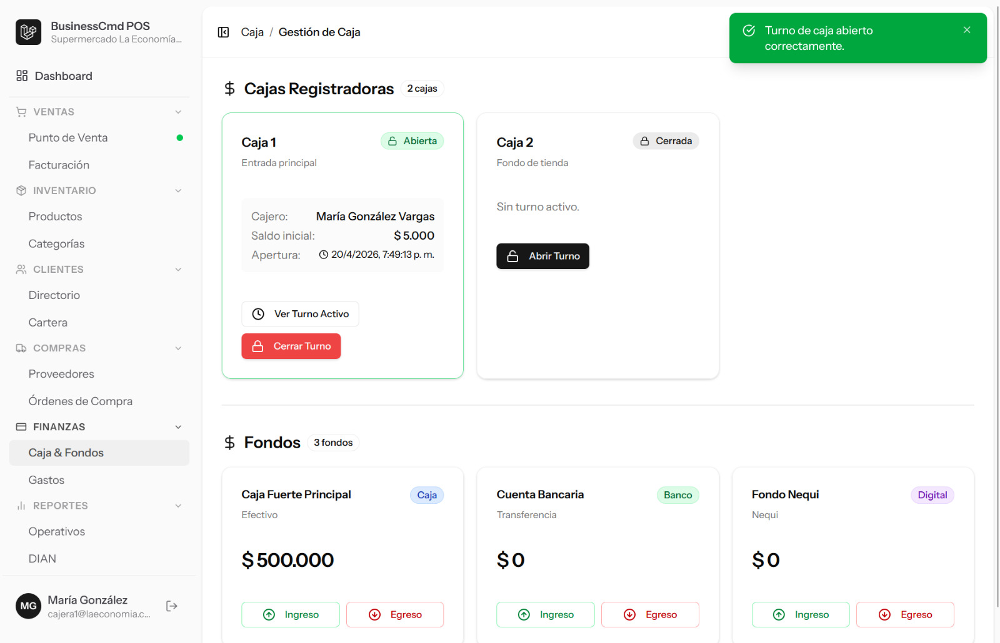 BusinessCmd POS
Supermercado La Economía...
Dashboard
VENTAS
Punto de Venta
Facturación
INVENTARIO
Productos
Categorías
CLIENTES
Directorio
Cartera
COMPRAS
Proveedores
Órdenes de Compra
FINANZAS
Caja & Fondos
Gastos
REPORTES
Operativos
DIAN
MG
María González
cajera1@laeconomia.c...
Caja / Gestión de Caja
Turno de caja abierto
correctamente.
$ Cajas Registradoras 2 cajas
Caja 1 Abierta
Entrada principal
Cajero: María González Vargas
Saldo inicial: $ 5.000
Apertura: 20/4/2026, 7:49:13 p. m.
Ver Turno Activo
Cerrar Turno
Caja 2 Cerrada
Fondo de tienda
Sin turno activo.
Abrir Turno
$ Fondos 3 fondos
Caja Fuerte Principal Caja
Efectivo
$ 500.000
Ingreso Egreso
Cuenta Bancaria Banco
Transferencia
$ 0
Ingreso Egreso
Fondo Nequi Digital
Nequi
$ 0
Ingreso Egreso